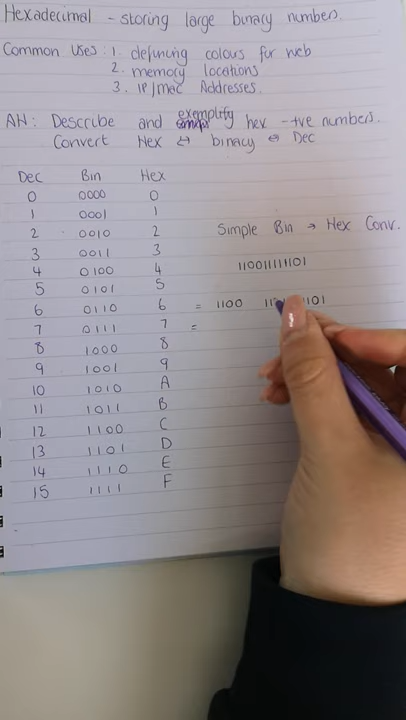 Hexadecimal - storing large binary numbers.
Common uses: 1. defining colours for web
2. memory locations
3. IP/mac Addresses.
AH: Describe and exemplify hex -tve numbers.
Convert Hex ↔ binary ↔ Dec
Dec Bin Hex
0 0000 0
1 0001 1
2 0010 2
3 0011 3
4 0100 4
5 0101 5
6 0110 6
7 0111 7
8 1000 8
9 1001 9
10 1010 A
11 1011 B
12 1100 C
13 1101 D
14 1110 E
15 1111 F
Simple Bin → Hex Conv.
110011111101
= 1100
=